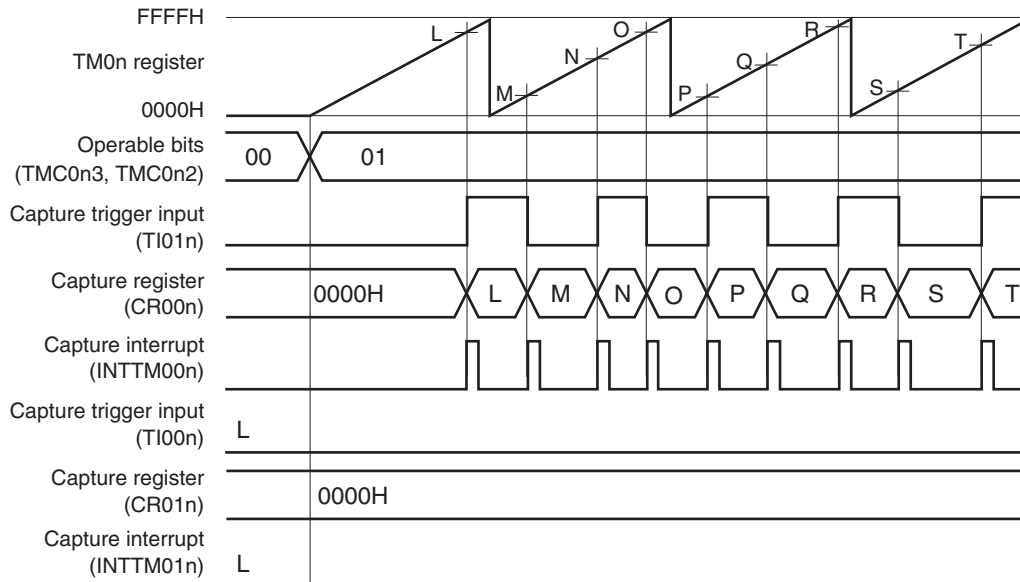 FFFFH
TM0n register
0000H
L
M
N
O
P
Q
R
S
T
Operable bits
(TMC0n3, TMC0n2)
00
01
Capture trigger input
(TI01n)
Capture register
(CR00n)
0000H
L
M
N
O
P
Q
R
S
T
Capture interrupt
(INTTM00n)
Capture trigger input
(TI00n)
L
Capture register
(CR01n)
0000H
Capture interrupt
(INTTM01n)
L